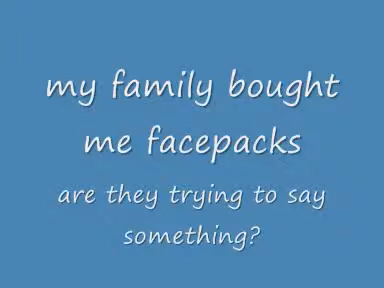 my family bought
me facepacks
are they trying to say
something?